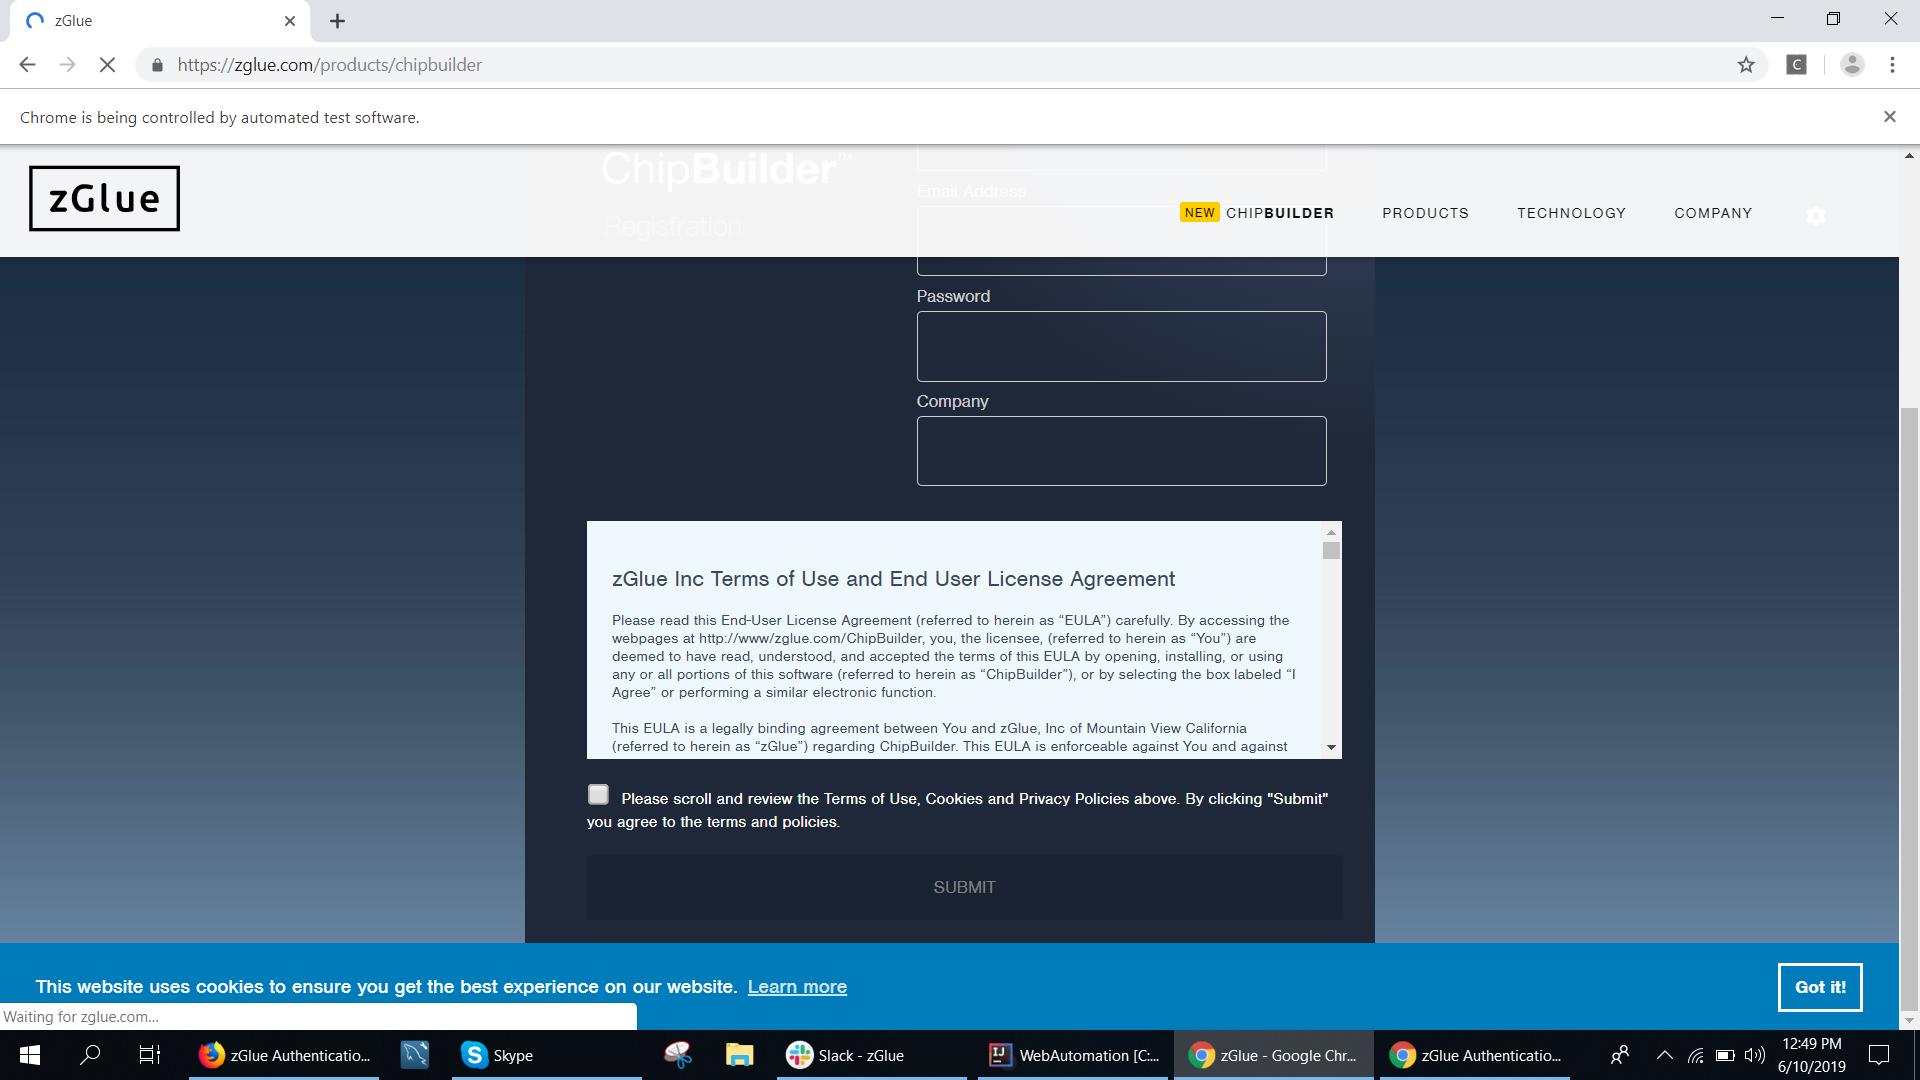 zGlue
https://zglue.com/products/chipbuilder
C
Chrome is being controlled by automated test software.
zGlue
ChipBuilder™
Registration
Email Address
NEW CHIPBUILDER PRODUCTS TECHNOLOGY COMPANY
Password
Company
zGlue Inc Terms of Use and End User License Agreement
Please read this End-User License Agreement (referred to herein as “EULA”) carefully. By accessing the
webpages at http://www/zglue.com/ChipBuilder, you, the licensee, (referred to herein as “You”) are
deemed to have read, understood, and accepted the terms of this EULA by opening, installing, or using
any or all portions of this software (referred to herein as “ChipBuilder”), or by selecting the box labeled “I
Agree” or performing a similar electronic function.
This EULA is a legally binding agreement between You and zGlue, Inc of Mountain View California
(referred to herein as “zGlue”) regarding ChipBuilder. This EULA is enforceable against You and against
Please scroll and review the Terms of Use, Cookies and Privacy Policies above. By clicking "Submit"
you agree to the terms and policies.
SUBMIT
This website uses cookies to ensure you get the best experience on our website. Learn more
Got it!
Waiting for zglue.com...
zGlue Authenticatio... Skype Slack - zGlue WebAutomation [C:... zGlue - Google Chr... zGlue Authenticatio...
12:49 PM
6/10/2019